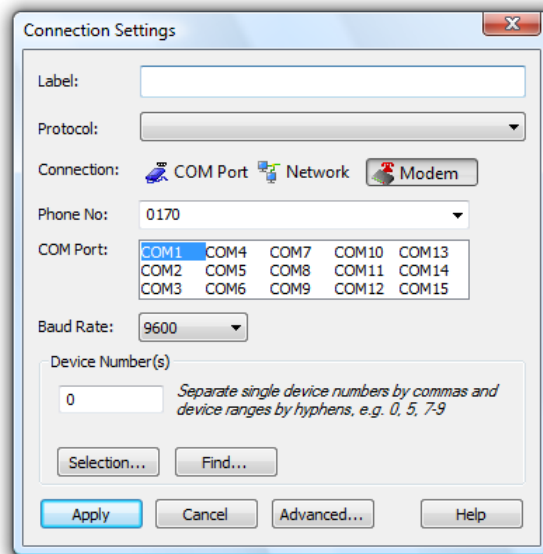 Connection Settings
Label:
Protocol:
Connection: COM Port Network Modem
Phone No: 0170
COM Port: COM1 COM4 COM7 COM10 COM13
COM2 COM5 COM8 COM11 COM14
COM3 COM6 COM9 COM12 COM15
Baud Rate: 9600
Device Number(s)
0 Separate single device numbers by commas and
device ranges by hyphens, e.g. 0, 5, 7-9
Selection... Find...
Apply Cancel Advanced... Help